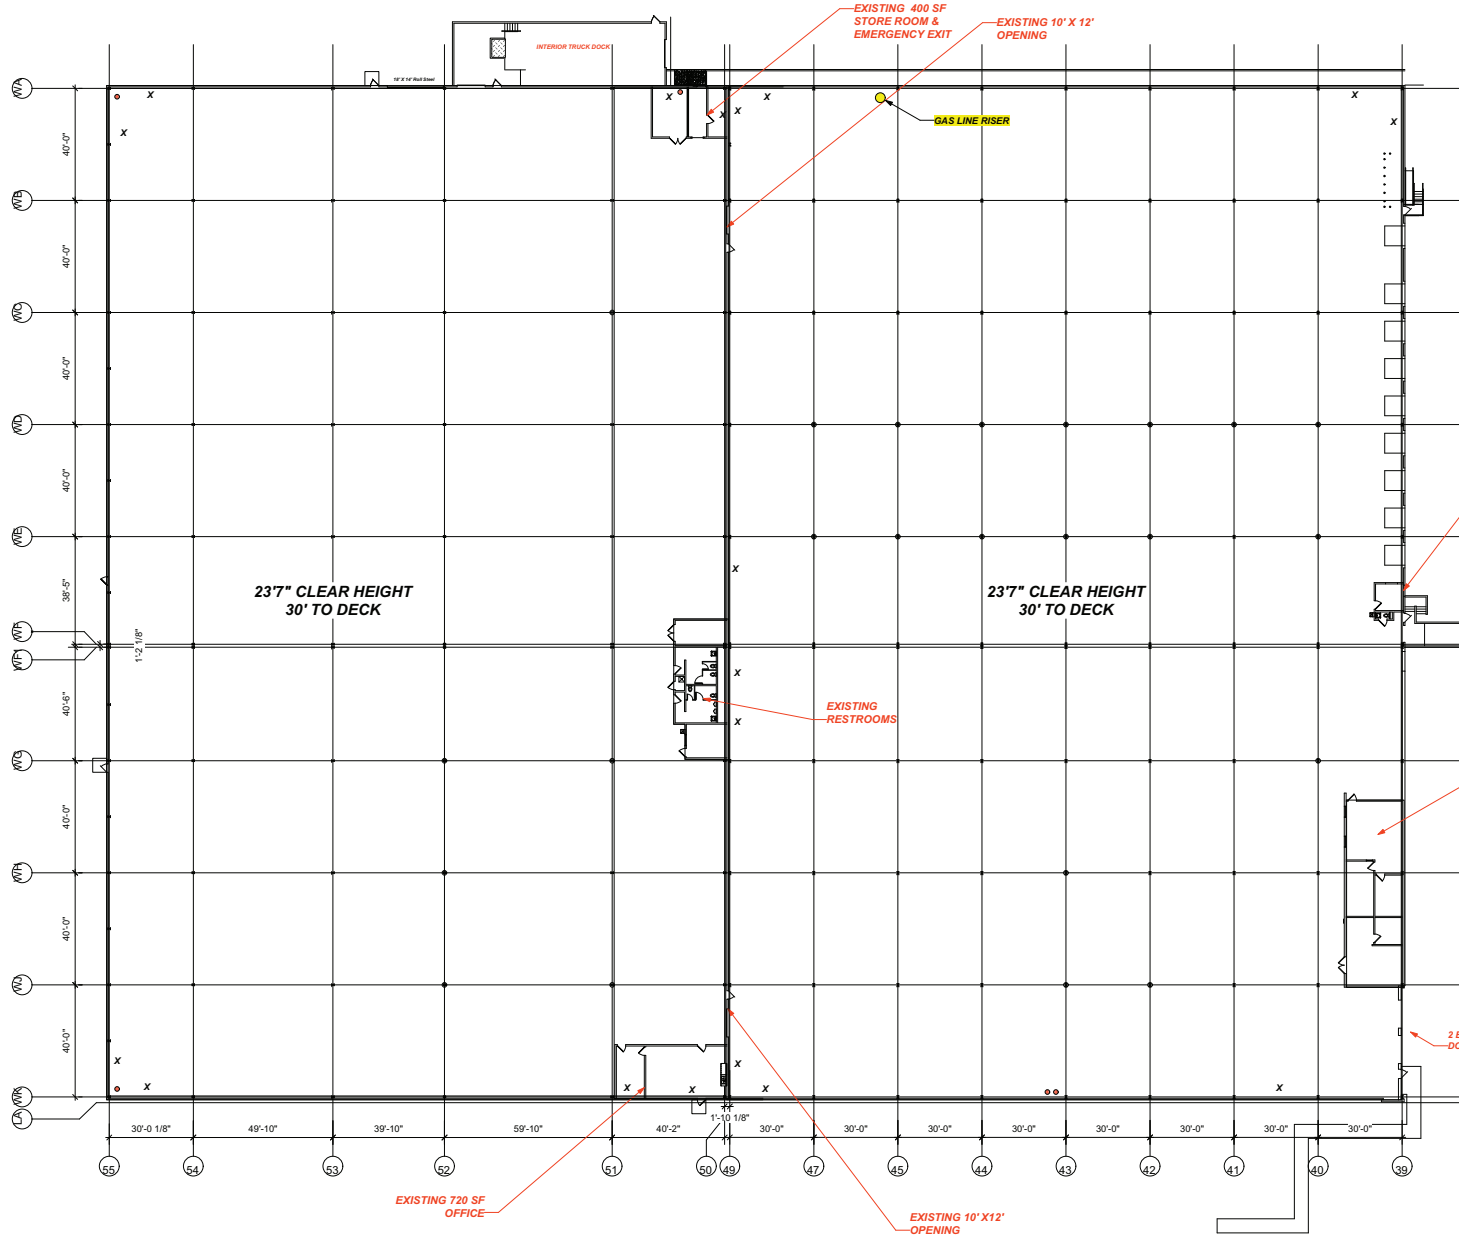 EXISTING 400 SF
STORE ROOM &
EMERGENCY EXIT
EXISTING 10' X 12'
OPENING
INTERIOR TRUCK DOCK
GAS LINE RISER
WA
WB
WC
WD
WE
WF
WF'
WG
WH
WJ
WK
LA
40'-0"
40'-0"
40'-0"
40'-0"
38'-5"
1'-2 1/8"
40'-6"
40'-0"
40'-0"
40'-0"
X
X
X
X
X
X
X
X
23'7" CLEAR HEIGHT
30' TO DECK
23'7" CLEAR HEIGHT
30' TO DECK
X
X
X
EXISTING
RESTROOMS
X
X
X
X
X
X
X
2 E
DO
1'-10 1/8"
30'-0 1/8"
49'-10"
39'-10"
59'-10"
40'-2"
30'-0"
30'-0"
30'-0"
30'-0"
30'-0"
30'-0"
30'-0"
30'-0"
55
54
53
52
51
50
49
47
45
44
43
42
41
40
39
EXISTING 720 SF
OFFICE
EXISTING 10' X12'
OPENING